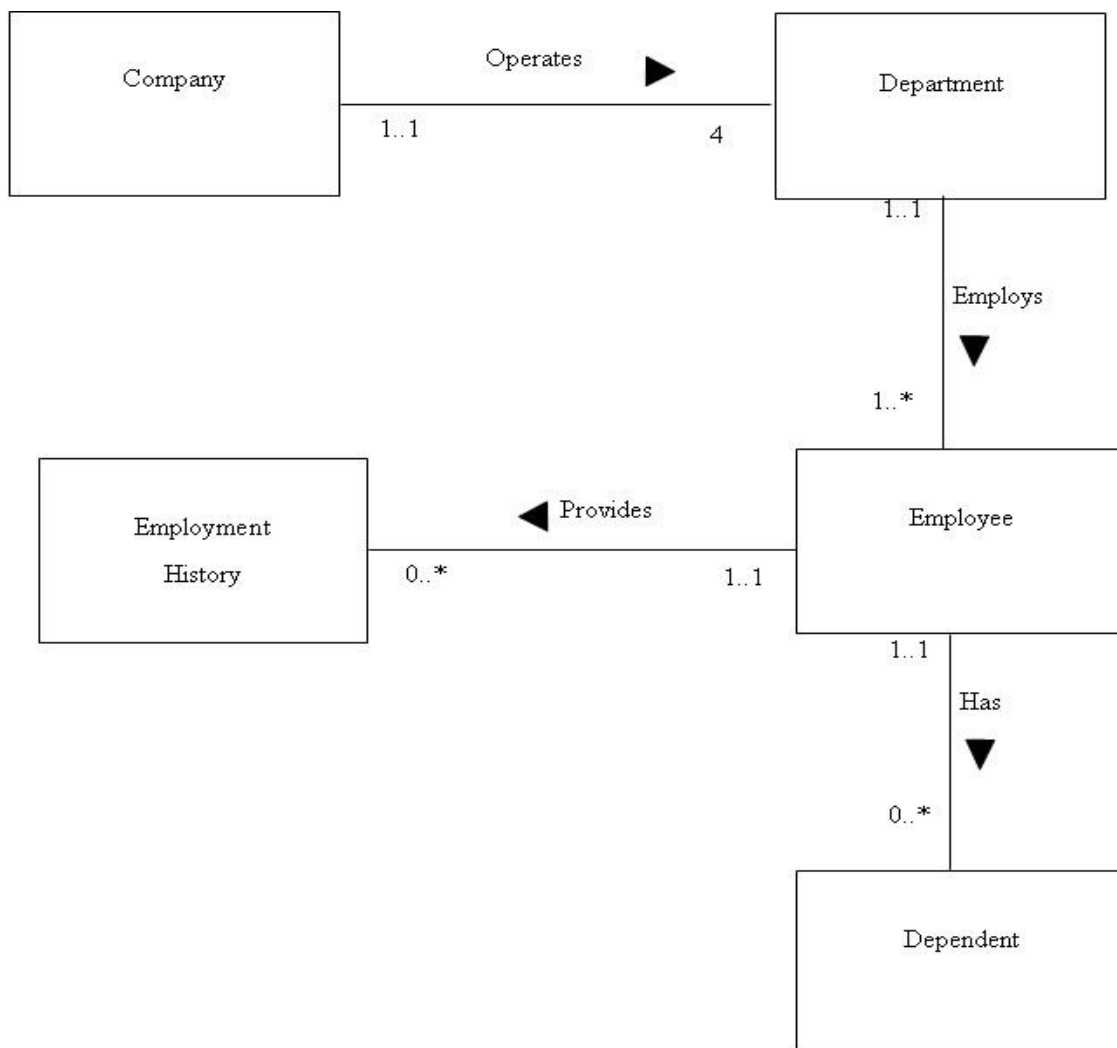 Company
Operates
Department
1..1
4
1..1
Employs
1..*
Employment
History
Provides
Employee
0..*
1..1
1..1
Has
0..*
Dependent